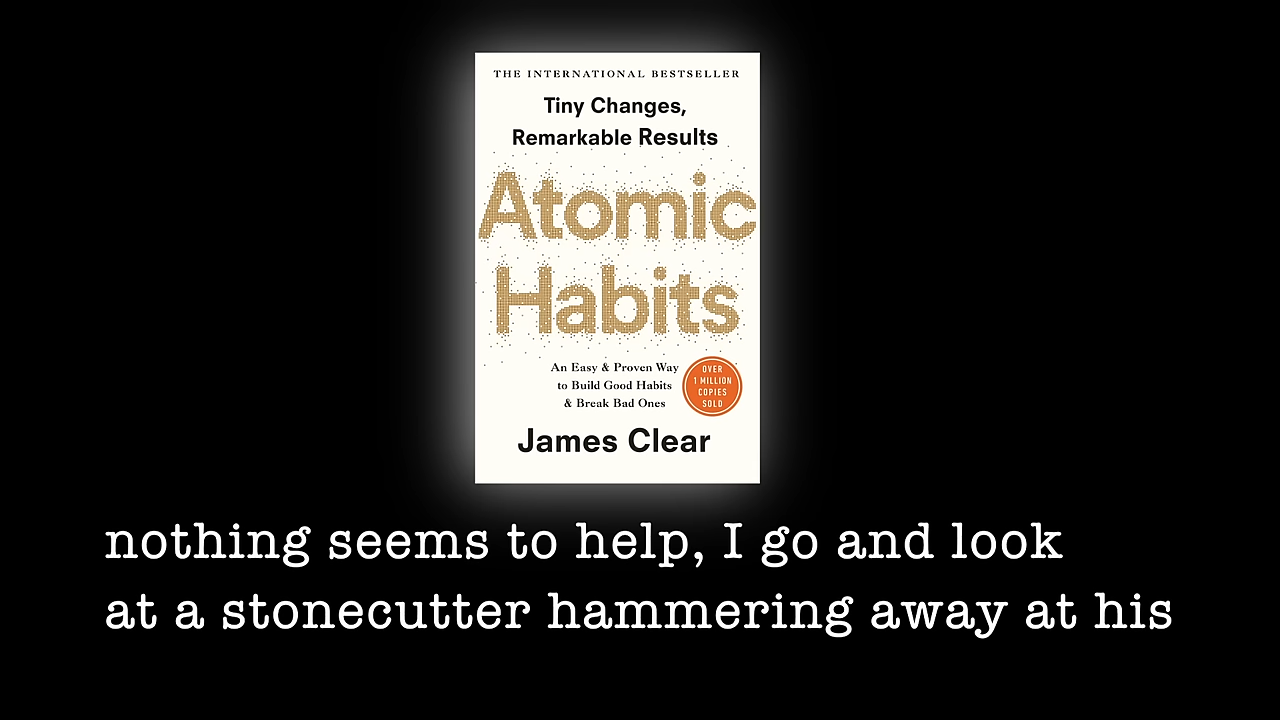 THE INTERNATIONAL BESTSELLER
Tiny Changes,
Remarkable Results
Atomic
Habits
An Easy & Proven Way
to Build Good Habits
& Break Bad Ones
OVER
1 MILLION
COPIES
SOLD
James Clear
nothing seems to help, I go and look
at a stonecutter hammering away at his